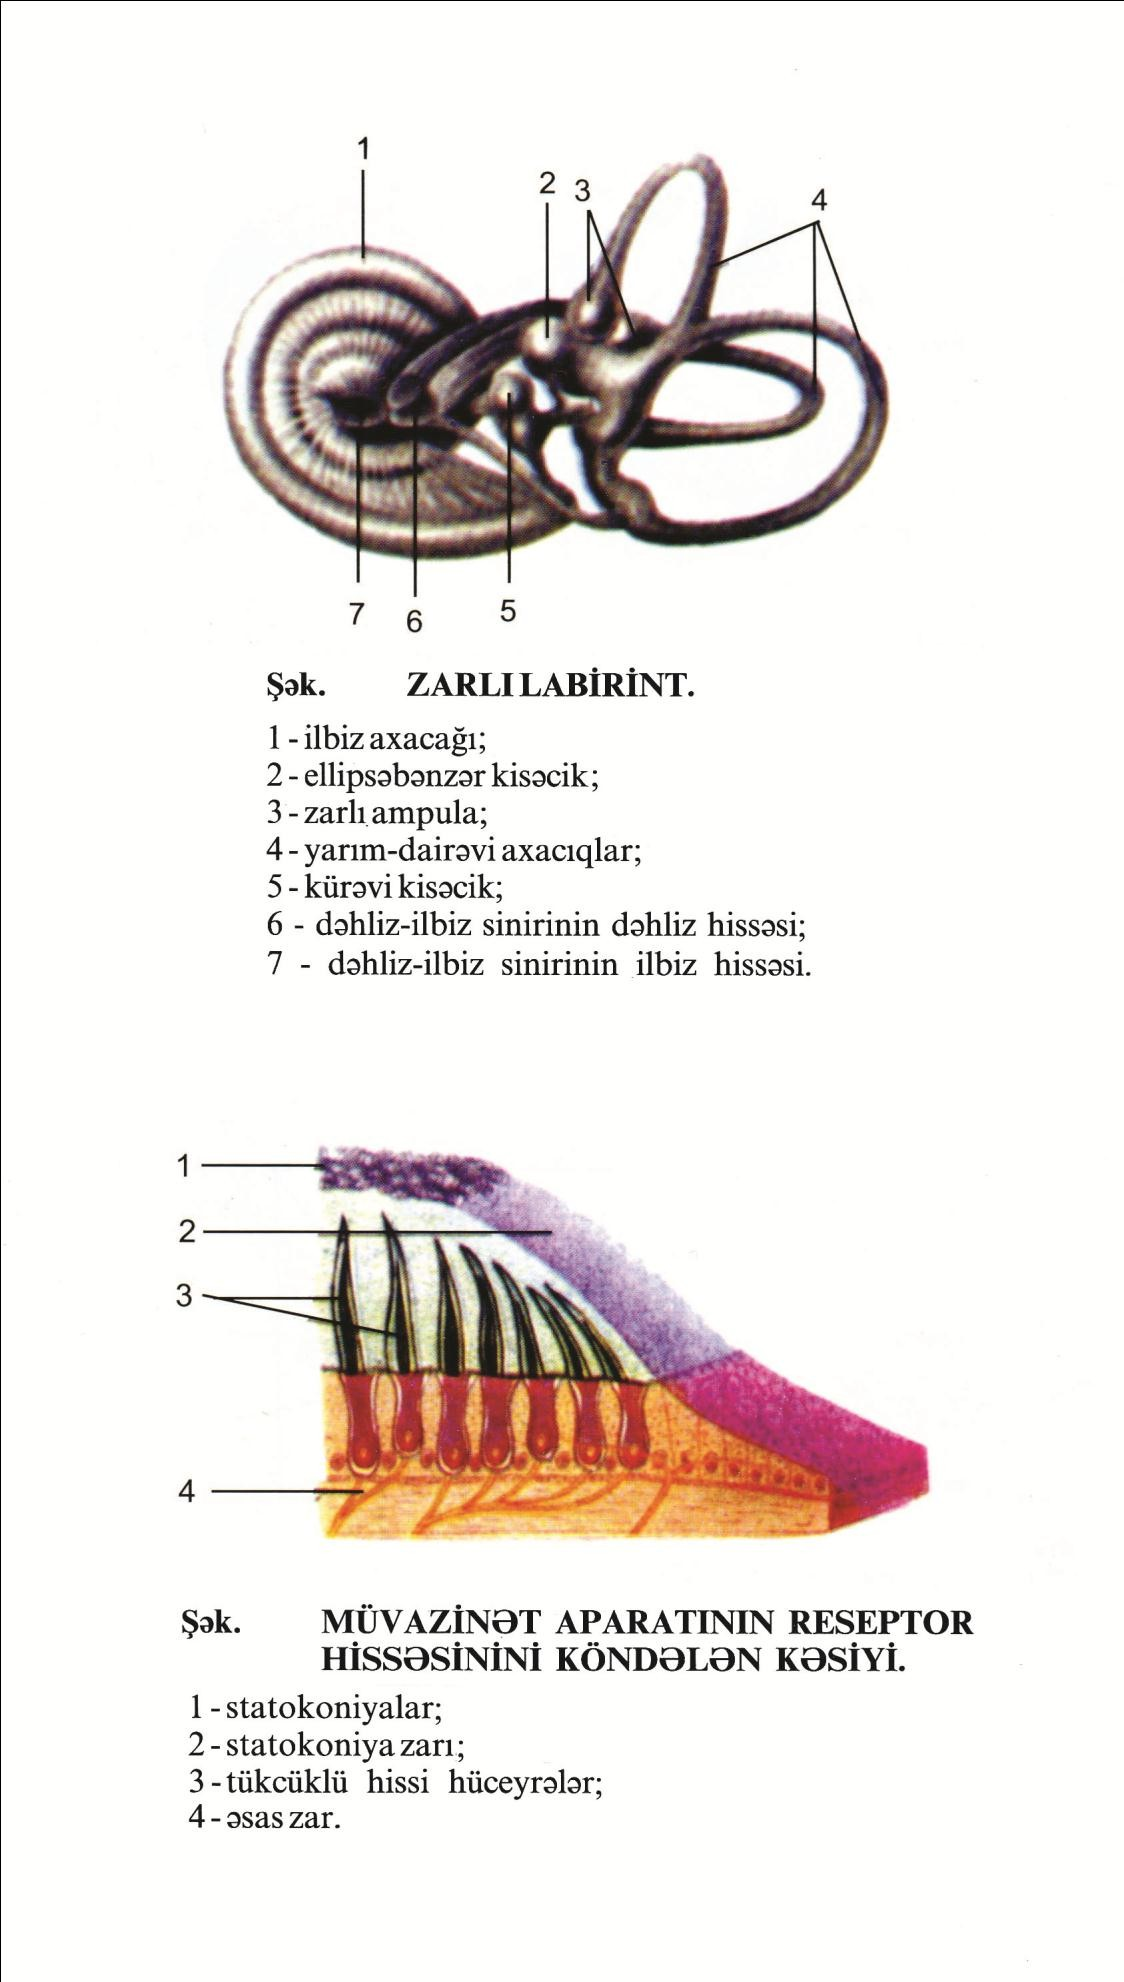 1
2 3
4
7 6 5
Şək. ZARLI LABİRİNT.
1 - ilbiz axacağı;
2 - ellipsəbənzər kisəcik;
3 - zarlı ampula;
4 - yarım-dairəvi axacıqlar;
5 - kürəvi kisəcik;
6 - dəhliz-ilbiz sinirinin dəhliz hissəsi;
7 - dəhliz-ilbiz sinirinin ilbiz hissəsi.
1
2
3
4
Şək. MÜVAZİNƏT APARATININ RESEPTOR
HİSSƏSİNİNİ KÖNDƏLƏN KƏSİYİ.
1 - statokoniyalar;
2 - statokoniya zarı;
3 - tükcüklü hissi hüceyrələr;
4 - əsas zar.